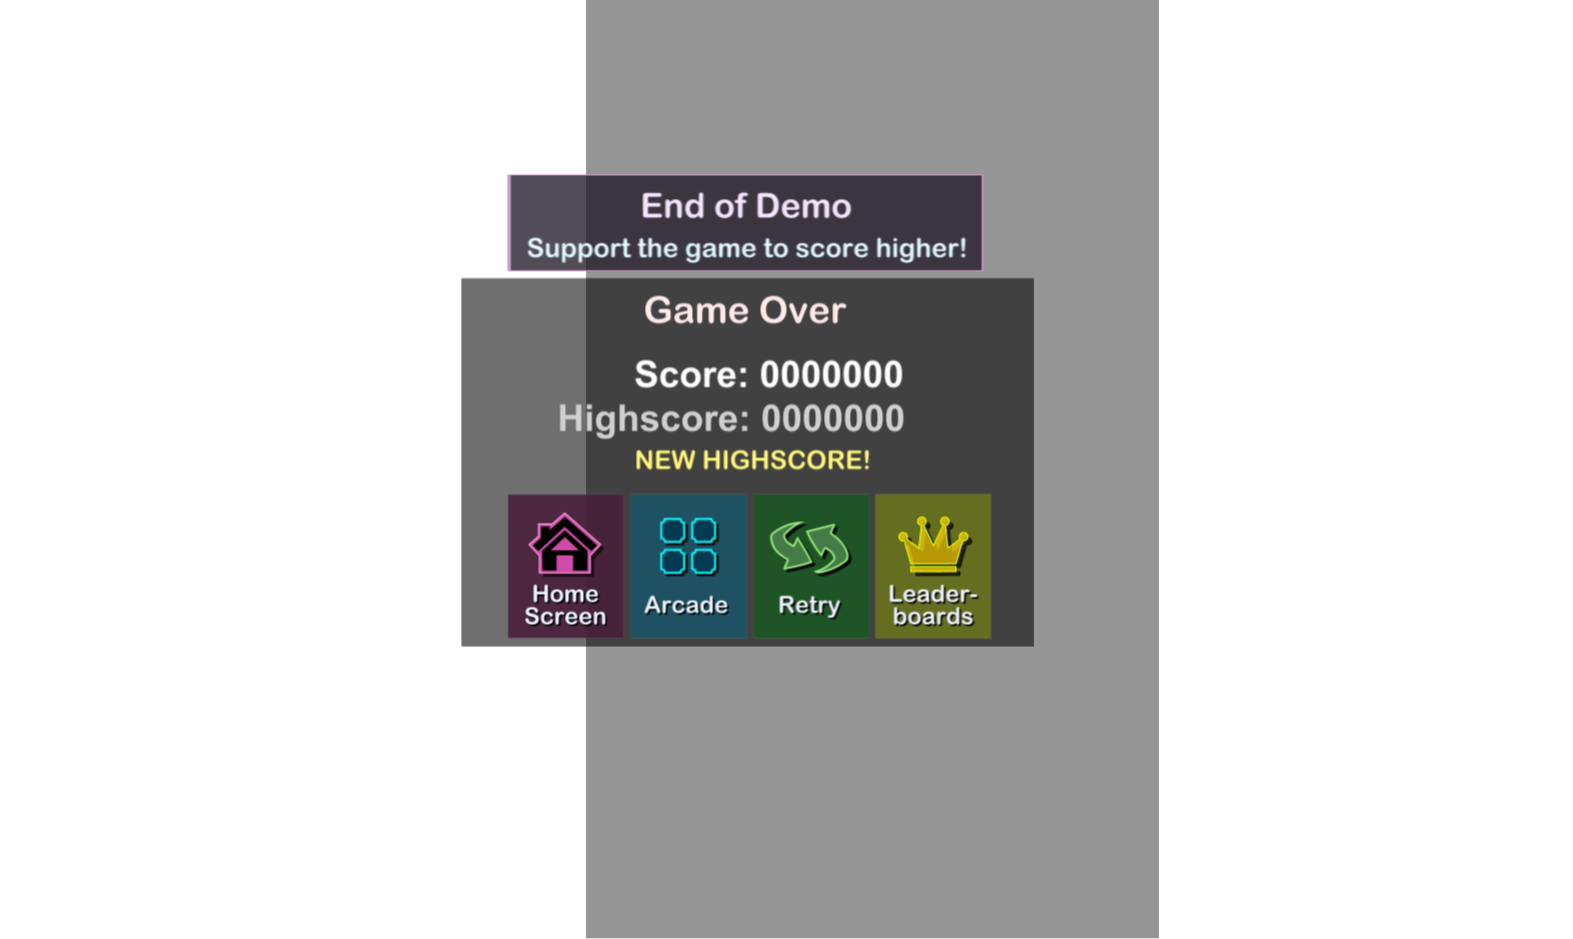 End of Demo
Support the game to score higher!
Game Over
Score: 0000000
Highscore: 0000000
NEW HIGHSCORE!
Home
Screen
Arcade
Retry
Leader-
boards